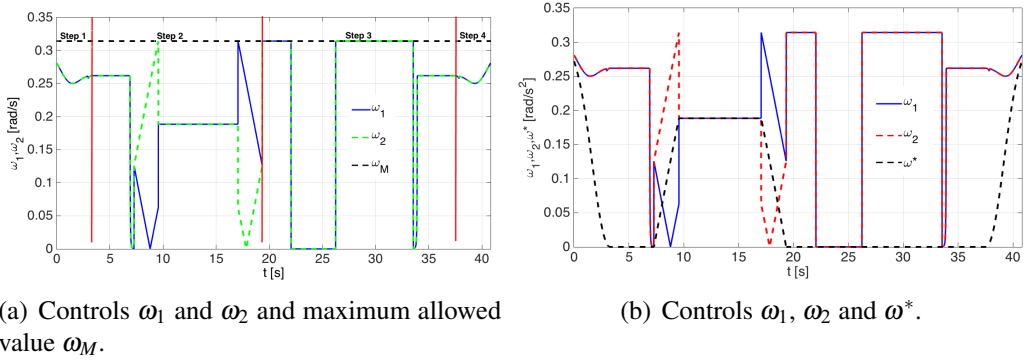 0.35
Step 1
Step 2
Step 3
Step 4
0.3
0.25
0.2
0.15
0.1
0.05
0
ω1,ω2 [rad/s]
ω1
ω2
ωM
0 5 10 15 20 25 30 35 40
t [s]
(a) Controls ω1 and ω2 and maximum allowed
value ωM.
0.35
0.3
0.25
0.2
0.15
0.1
0.05
0
ω1,ω2,ω* [rad/s²]
ω1
ω2
ω*
0 5 10 15 20 25 30 35 40
t [s]
(b) Controls ω1, ω2 and ω*.